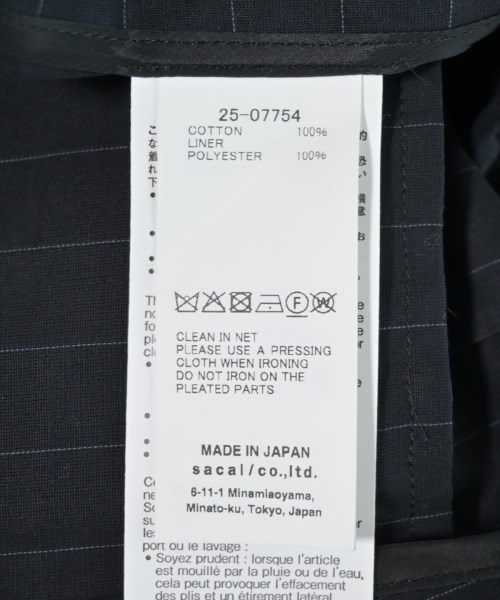 25-07754
COTTON 100%
LINER
POLYESTER 100%
F
W
CLEAN IN NET
PLEASE USE A PRESSING
CLOTH WHEN IRONING
DO NOT IRON ON THE
PLEATED PARTS
MADE IN JAPAN
sacai/co.,ltd.
6-11-1 Minamiaoyama,
Minato-ku, Tokyo, Japan
port ou le lavage :
• Soyez prudent : lorsque l'article
est mouillé par la pluie ou de l'eau,
cela peut provoquer l'effacement
des plis et un étirement latéral